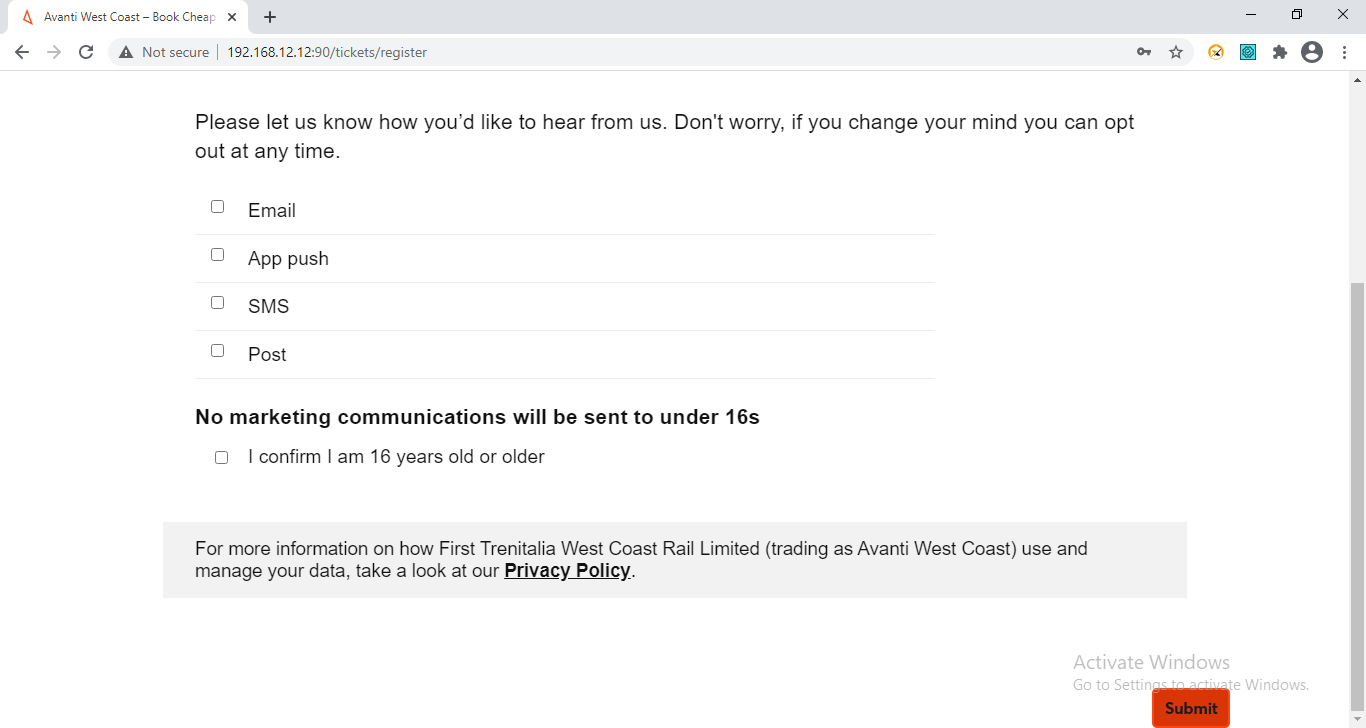 Avanti West Coast – Book Cheap
Not secure
192.168.12.12:90/tickets/register
Please let us know how you’d like to hear from us. Don't worry, if you change your mind you can opt
out at any time.
Email
App push
SMS
Post
No marketing communications will be sent to under 16s
I confirm I am 16 years old or older
For more information on how First Trenitalia West Coast Rail Limited (trading as Avanti West Coast) use and
manage your data, take a look at our Privacy Policy.
Activate Windows
Go to Settings to activate Windows.
Submit